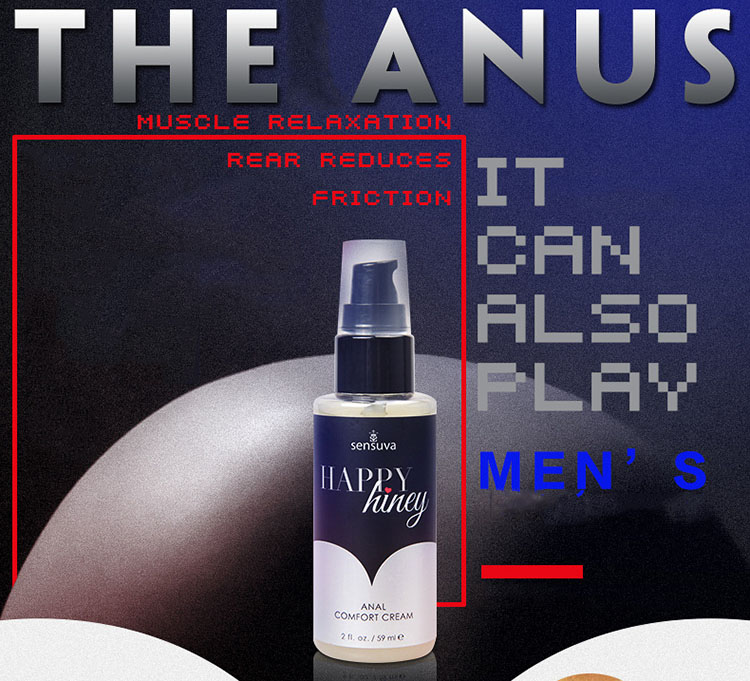 THE ANUS
MUSCLE RELAXATION
REAR REDUCES
FRICTION
IT
CAN
ALSO
PLAY
MEŅ’S
sensuva
HAPPY
hiney
ANAL
COMFORT CREAM
2 fl. oz. / 59 ml ℮